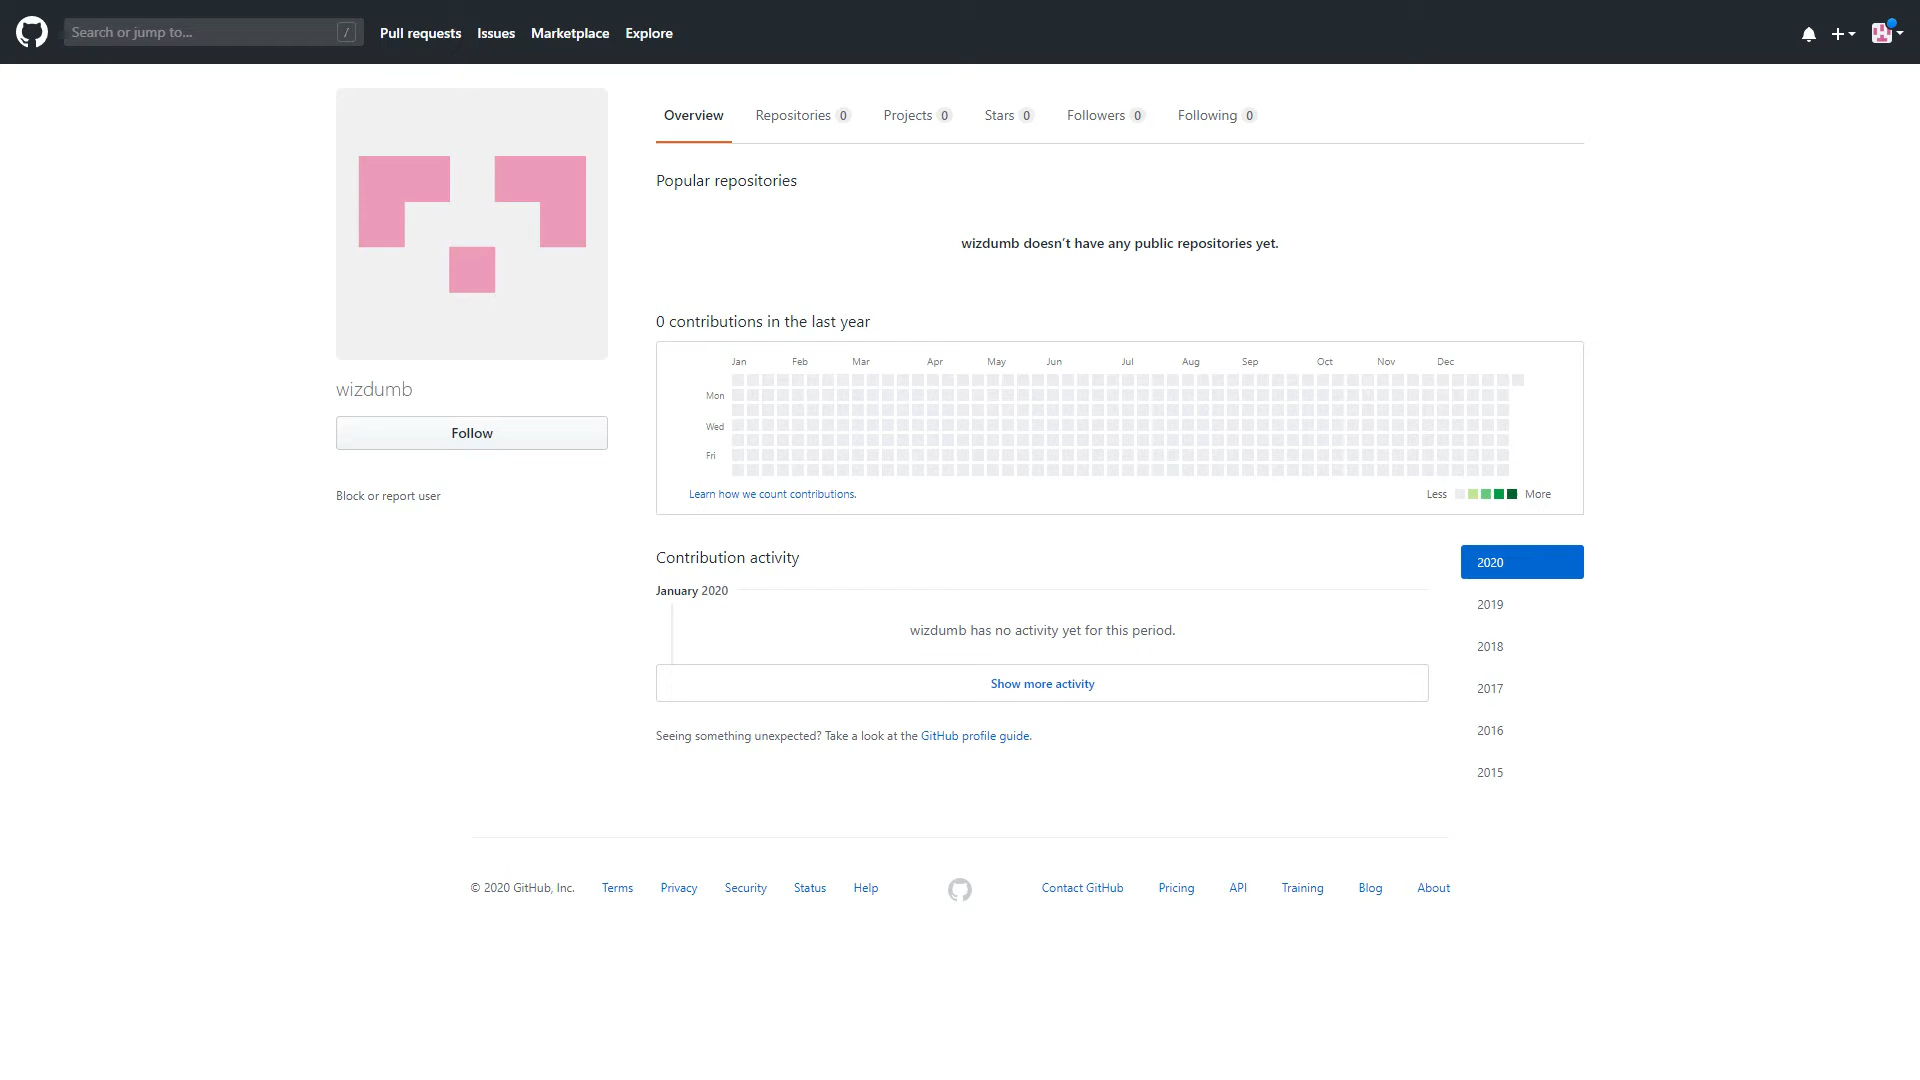 Search or jump to... /
Pull requests Issues Marketplace Explore
Overview Repositories 0 Projects 0 Stars 0 Followers 0 Following 0
wizdumb
Follow
Block or report user
Popular repositories
wizdumb doesn’t have any public repositories yet.
0 contributions in the last year
Jan Feb Mar Apr May Jun Jul Aug Sep Oct Nov Dec
Mon
Wed
Fri
Learn how we count contributions. Less More
Contribution activity
January 2020
wizdumb has no activity yet for this period.
Show more activity
Seeing something unexpected? Take a look at the GitHub profile guide.
2020
2019
2018
2017
2016
2015
© 2020 GitHub, Inc. Terms Privacy Security Status Help Contact GitHub Pricing API Training Blog About